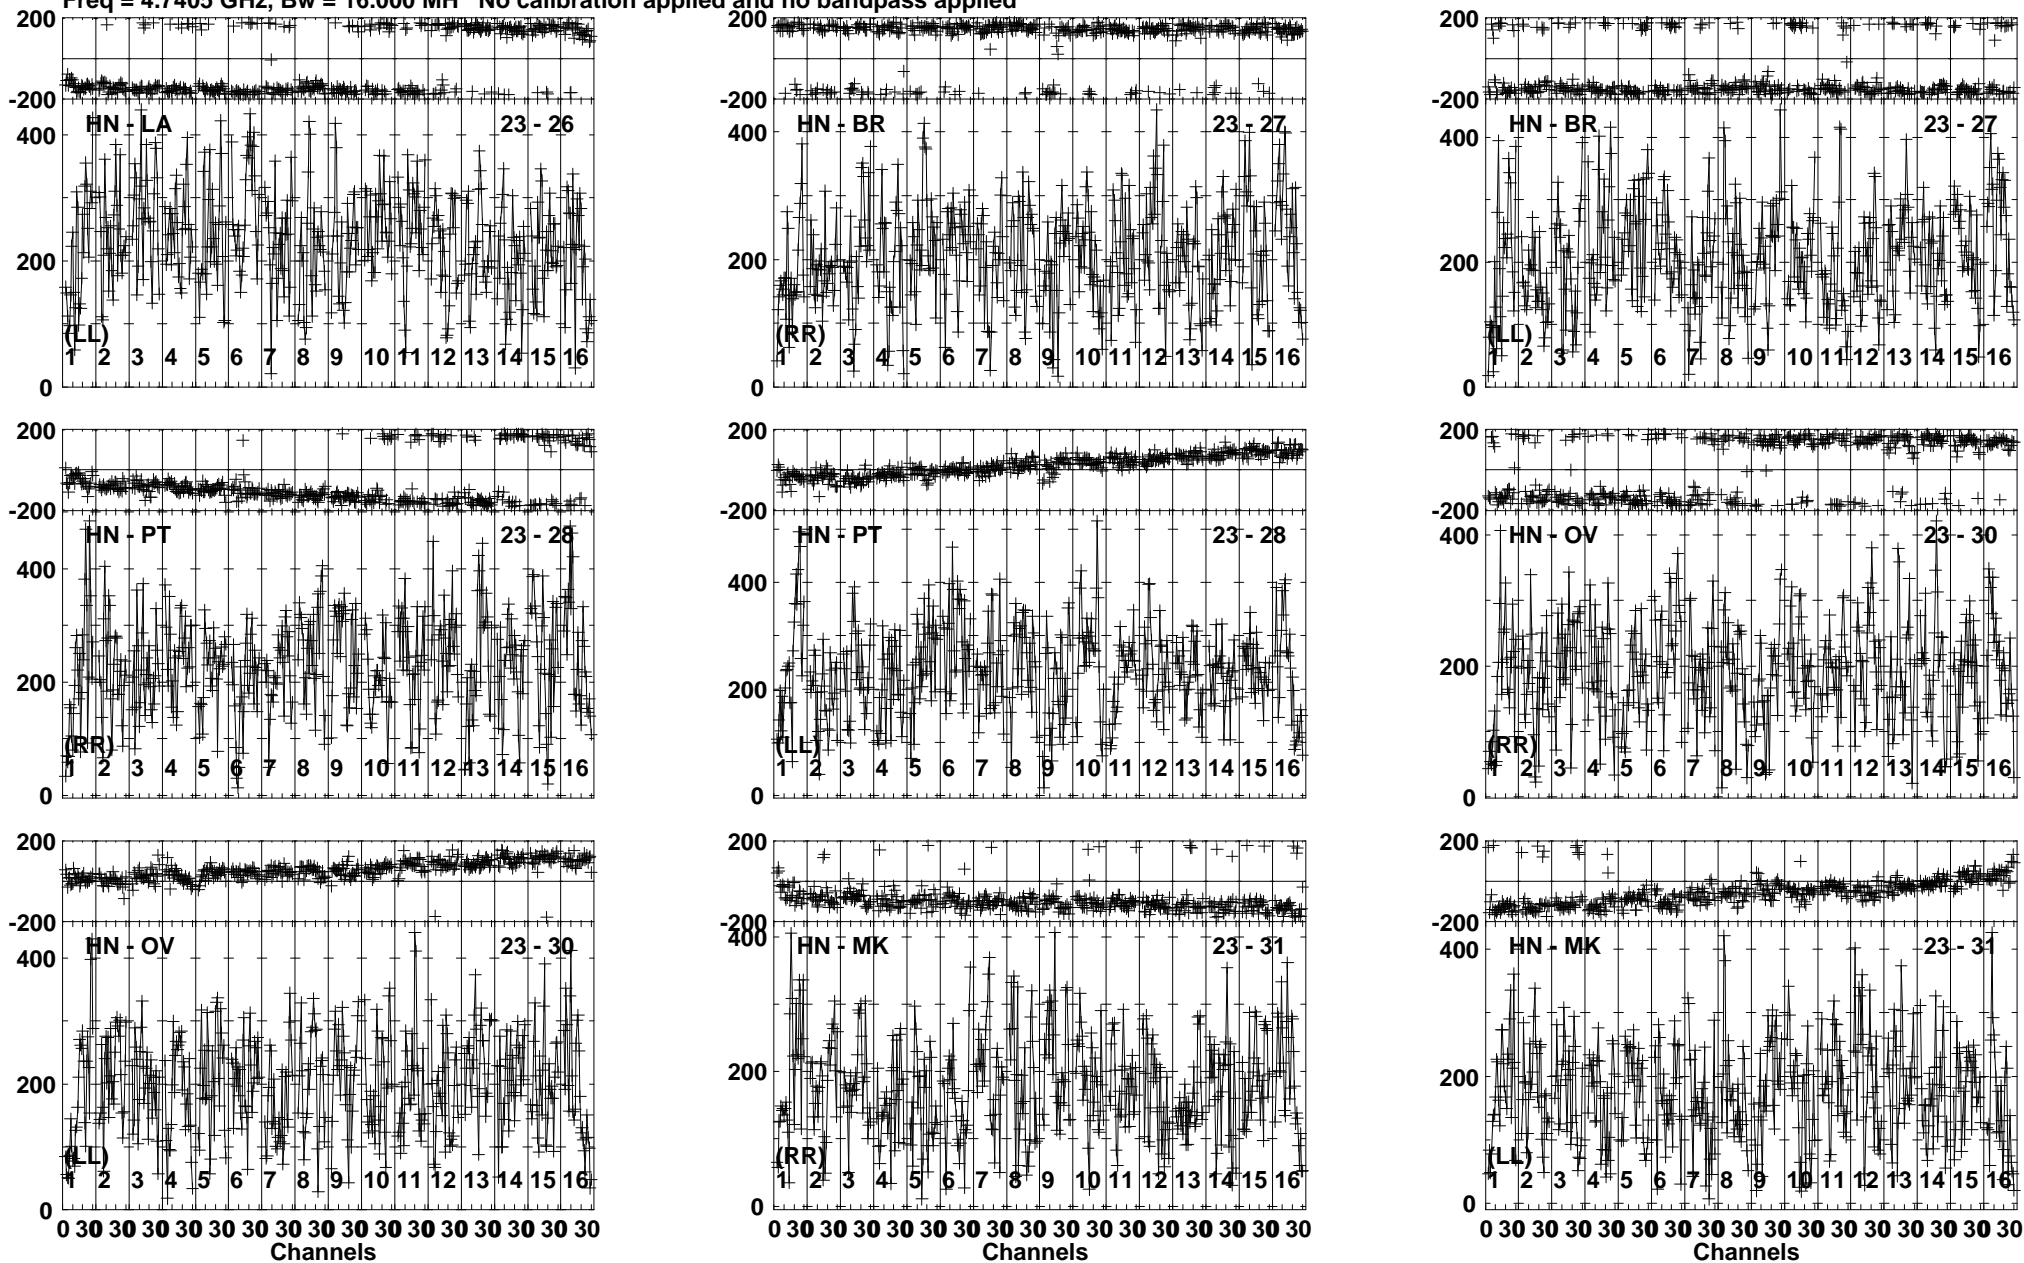 Freq = 4.7405 GHz, Bw = 16.000 MH No calibration applied and no bandpass applied
200 200 200
-200 -200 -200
HN - LA 23 - 26 HN - BR 23 - 27 HN - BR 23 - 27
400 400 400
200 200 200
(LL) (RR) (LL)
1 2 3 4 5 6 7 8 9 10 11 12 13 14 15 16 1 2 3 4 5 6 7 8 9 10 11 12 13 14 15 16 1 2 3 4 5 6 7 8 9 10 11 12 13 14 15 16
0 0 0
200 200 200
-200 -200 -200
HN - PT 23 - 28 HN - PT 23 - 28 HN - OV 23 - 30
400 400 400
200 200 200
(RR) (LL) (RR)
1 2 3 4 5 6 7 8 9 10 11 12 13 14 15 16 1 2 3 4 5 6 7 8 9 10 11 12 13 14 15 16 1 2 3 4 5 6 7 8 9 10 11 12 13 14 15 16
0 0 0
200 200 200
-200 -200 -200
HN - OV 23 - 30 HN - MK 23 - 31 HN - MK 23 - 31
400 400 400
200 200 200
(LL) (RR) (LL)
1 2 3 4 5 6 7 8 9 10 11 12 13 14 15 16 1 2 3 4 5 6 7 8 9 10 11 12 13 14 15 16 1 2 3 4 5 6 7 8 9 10 11 12 13 14 15 16
0 0 0
0 30 30 30 30 30 30 30 30 30 30 30 30 30 30 30 30 0 30 30 30 30 30 30 30 30 30 30 30 30 30 30 30 30 0 30 30 30 30 30 30 30 30 30 30 30 30 30 30 30 30
Channels Channels Channels